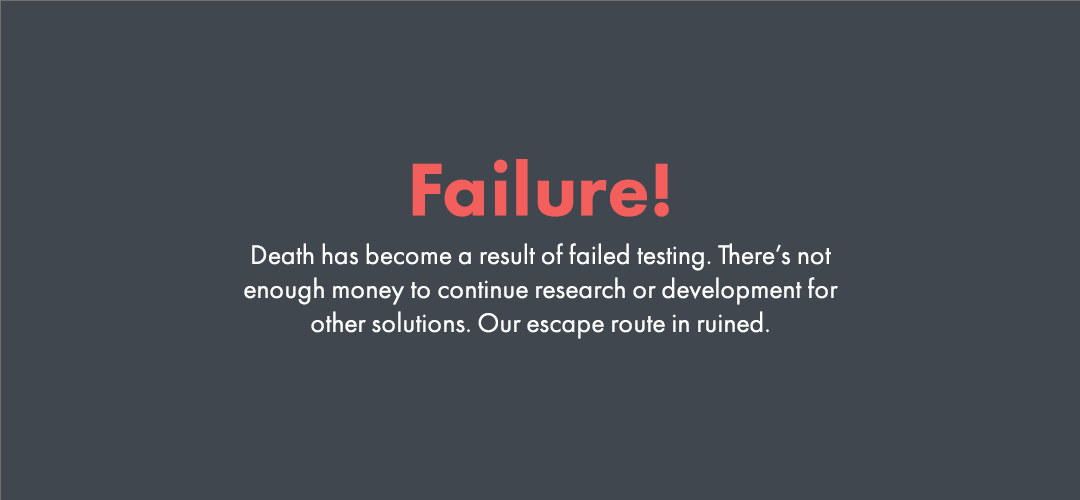 Failure!
Death has become a result of failed testing. There’s not
enough money to continue research or development for
other solutions. Our escape route in ruined.